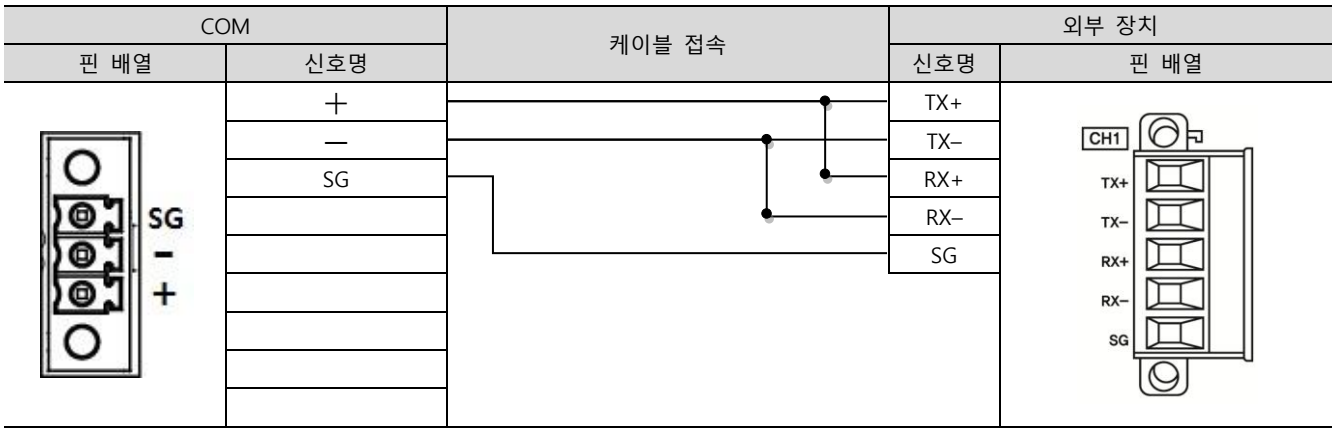 COM 케이블 접속 외부 장치
핀 배열 신호명 신호명 핀 배열
+ TX+
— TX–
SG RX+
RX–
SG
SG
-
+
CH1
TX+
TX–
RX+
RX–
SG